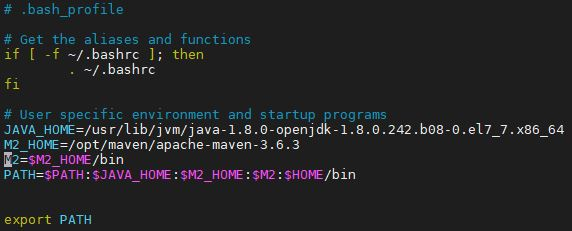 # .bash_profile
# Get the aliases and functions
if [ -f ~/.bashrc ]; then
. ~/.bashrc
fi
# User specific environment and startup programs
JAVA_HOME=/usr/lib/jvm/java-1.8.0-openjdk-1.8.0.242.b08-0.el7_7.x86_64
M2_HOME=/opt/maven/apache-maven-3.6.3
M2=$M2_HOME/bin
PATH=$PATH:$JAVA_HOME:$M2_HOME:$M2:$HOME/bin
export PATH